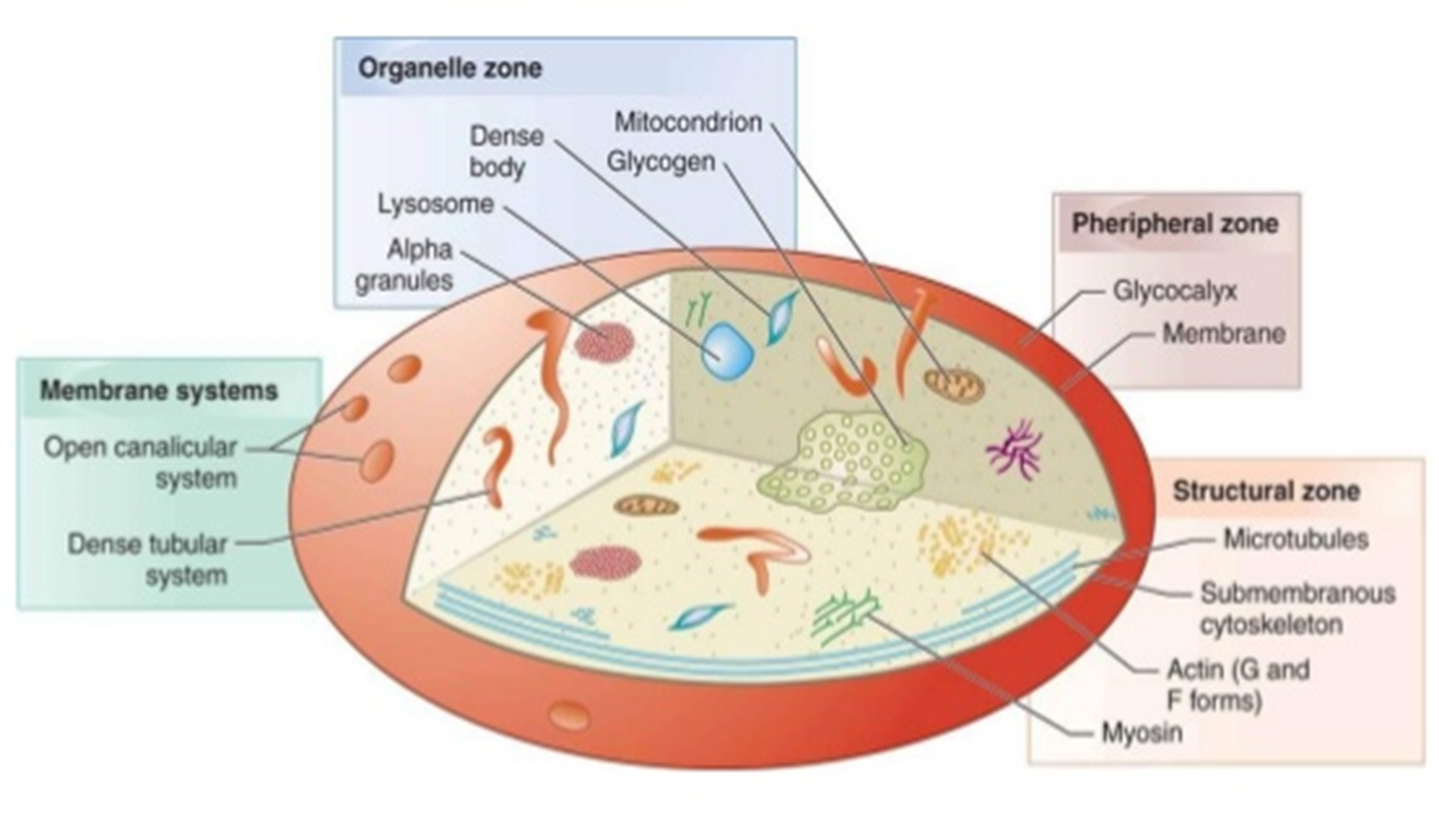 Organelle zone
Mitocondrion
Dense
body
Glycogen
Lysosome
Alpha
granules
Pheripheral zone
Glycocalyx
Membrane
Membrane systems
Open canalicular
system
Dense tubular
system
Structural zone
Microtubules
Submembranous
cytoskeleton
Actin (G and
F forms)
Myosin